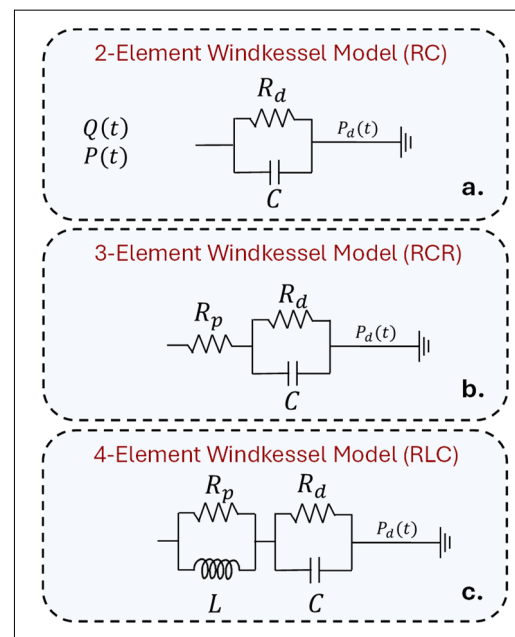 2-Element Windkessel Model (RC)
R_d
Q(t)
P(t)
P_d(t)
C
a.
3-Element Windkessel Model (RCR)
R_p
R_d
P_d(t)
C
b.
4-Element Windkessel Model (RLC)
R_p
R_d
P_d(t)
L
C
c.